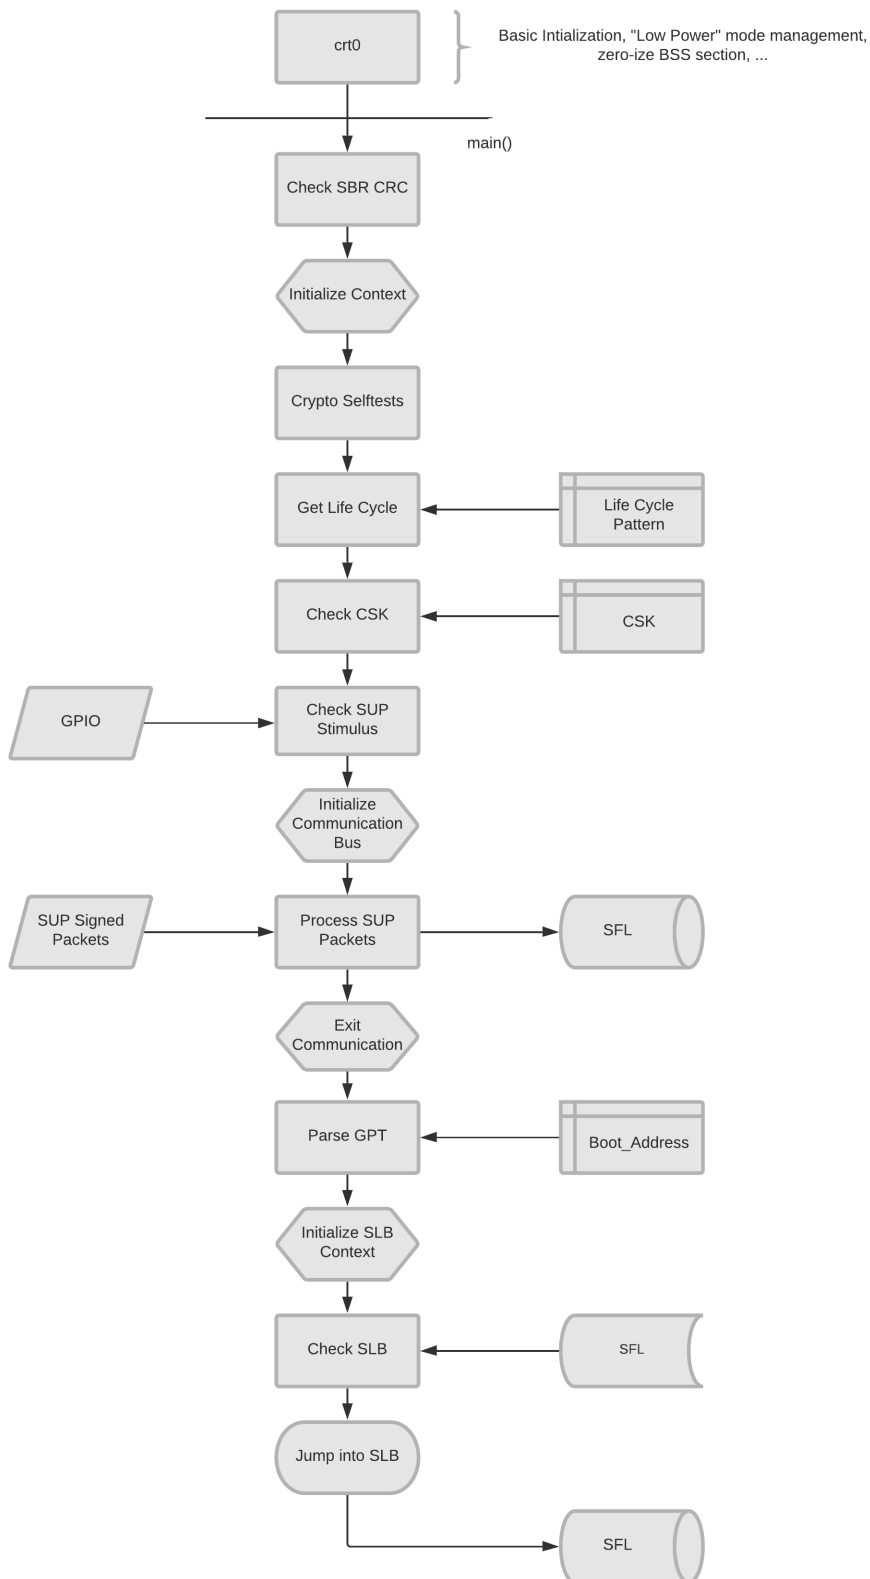 crt0
Basic Intialization, "Low Power" mode management,
zero-ize BSS section, ...
main()
Check SBR CRC
Initialize Context
Crypto Selftests
Get Life Cycle
Life Cycle
Pattern
Check CSK
CSK
GPIO
Check SUP
Stimulus
Initialize
Communication
Bus
SUP Signed
Packets
Process SUP
Packets
SFL
Exit
Communication
Parse GPT
Boot_Address
Initialize SLB
Context
Check SLB
SFL
Jump into SLB
SFL